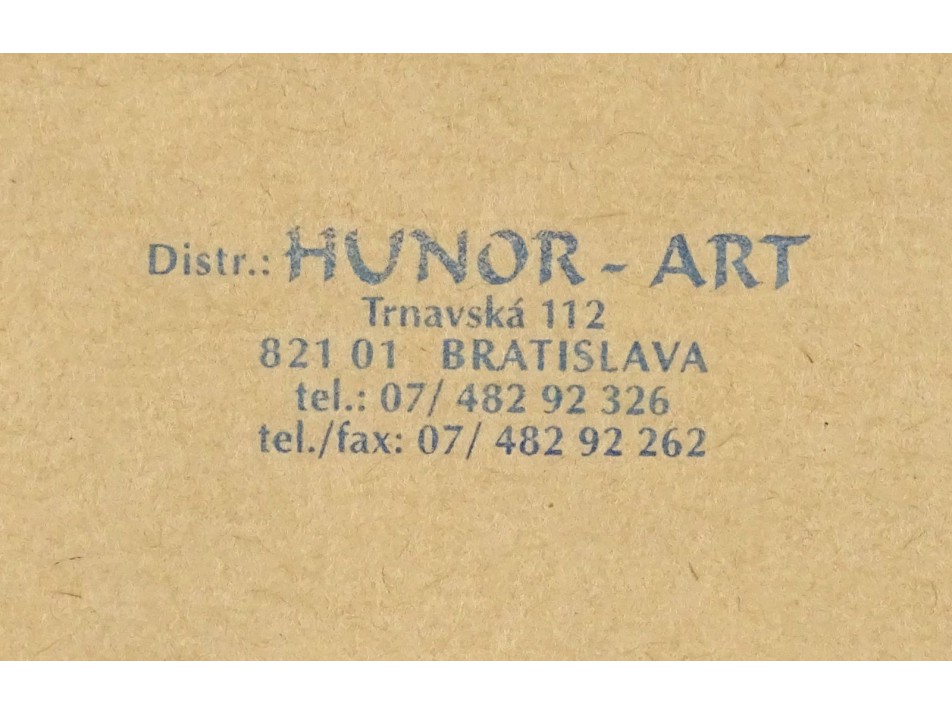 Distr.: HUNOR - ART
Trnavská 112
821 01 BRATISLAVA
tel.: 07/ 482 92 326
tel./fax: 07/ 482 92 262